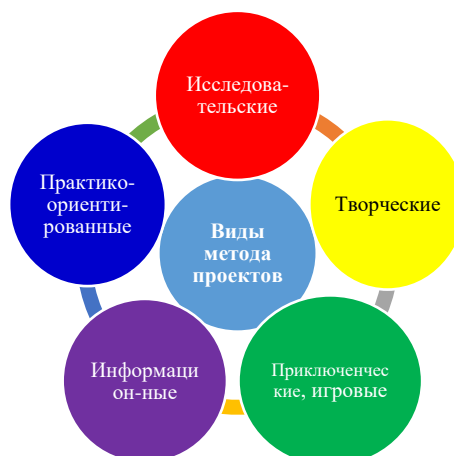 Исследова-
тельские
Практико-
ориенти-
рованные
Творческие
Виды
метода
проектов
Информаци
он-ные
Приключенчес
кие, игровые